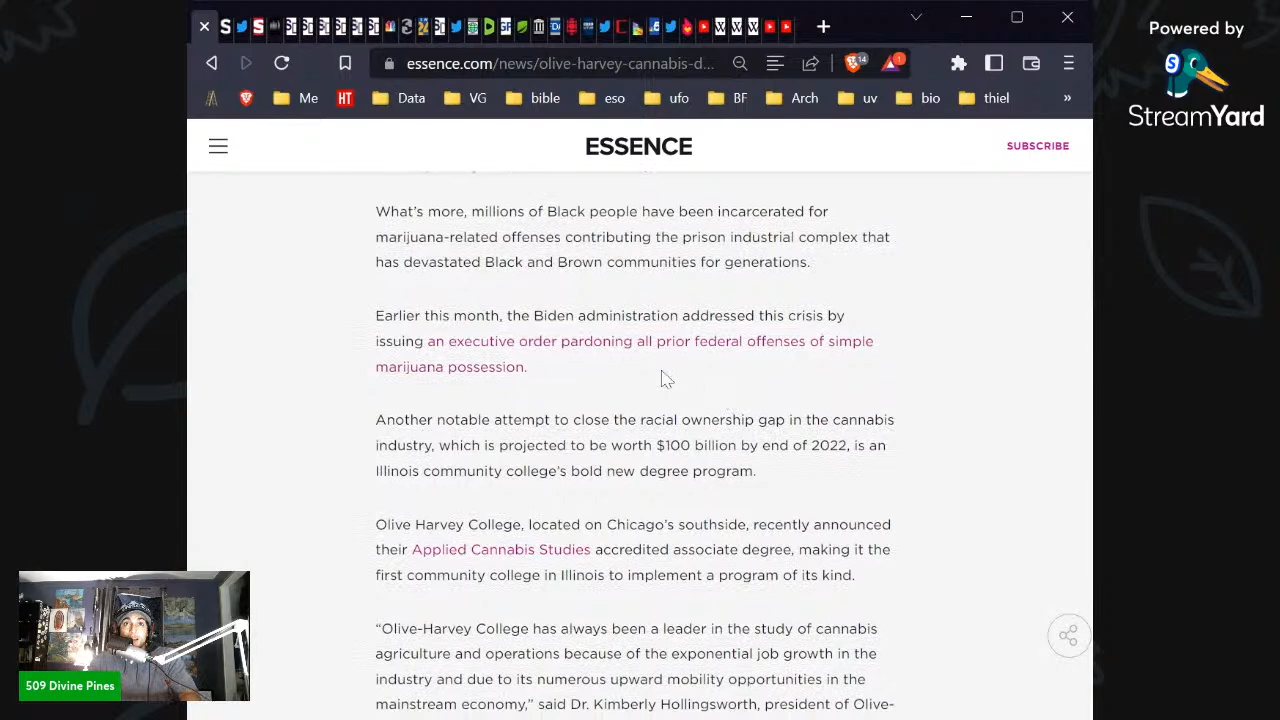 Powered by
StreamYard
essence.com/news/olive-harvey-cannabis-d...
14
1
Me
HT
Data
VG
bible
eso
ufo
BF
Arch
uv
bio
thiel
»
ESSENCE
SUBSCRIBE
What's more, millions of Black people have been incarcerated for
marijuana-related offenses contributing the prison industrial complex that
has devastated Black and Brown communities for generations.
Earlier this month, the Biden administration addressed this crisis by
issuing an executive order pardoning all prior federal offenses of simple
marijuana possession.
Another notable attempt to close the racial ownership gap in the cannabis
industry, which is projected to be worth $100 billion by end of 2022, is an
Illinois community college's bold new degree program.
Olive Harvey College, located on Chicago's southside, recently announced
their Applied Cannabis Studies accredited associate degree, making it the
first community college in Illinois to implement a program of its kind.
“Olive-Harvey College has always been a leader in the study of cannabis
agriculture and operations because of the exponential job growth in the
industry and due to its numerous upward mobility opportunities in the
mainstream economy,” said Dr. Kimberly Hollingsworth, president of Olive-
509 Divine Pines